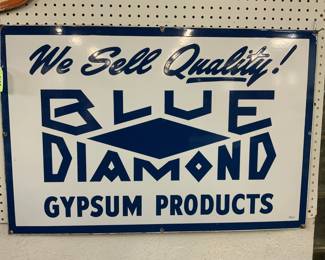 We Sell Quality!
BLUE
DIAMOND
GYPSUM PRODUCTS